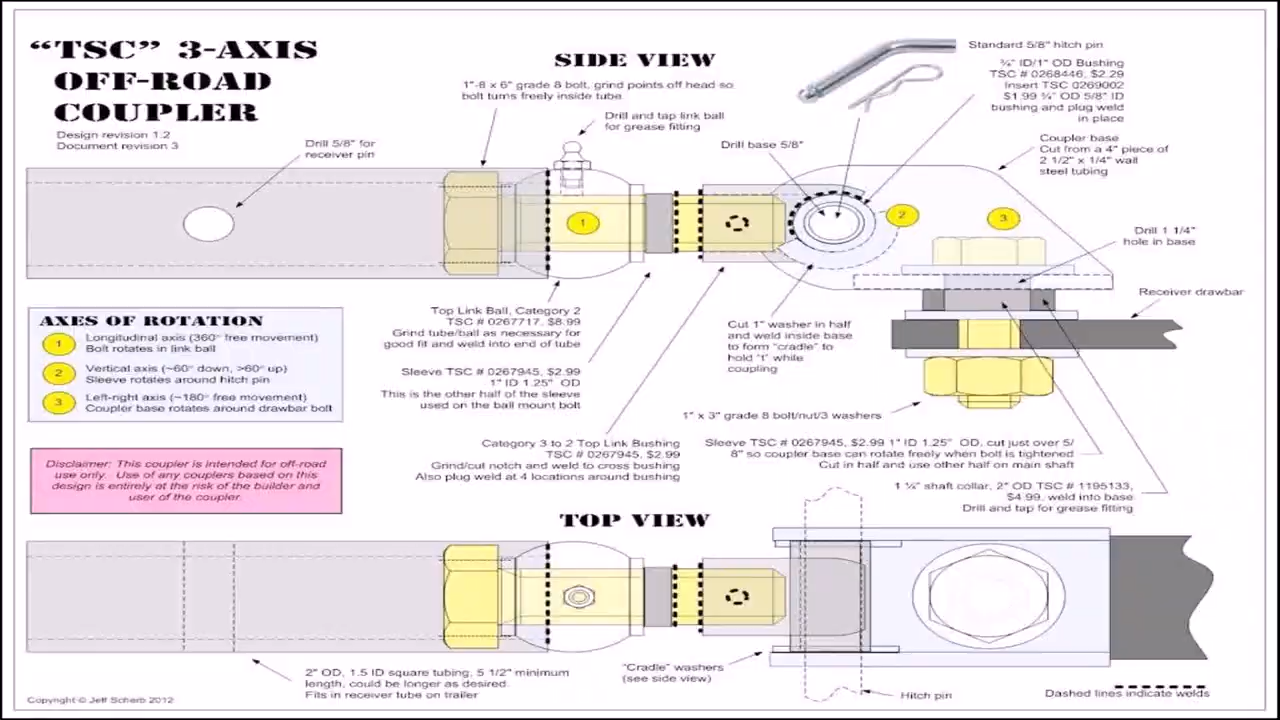 “TSC” 3-AXIS
OFF-ROAD
COUPLER
Design revision 1.2
Document revision 3
SIDE VIEW
1"-8 x 6" grade 8 bolt, grind points off head so
bolt turns freely inside tube
Drill 5/8" for
receiver pin
Drill and tap link ball
for grease fitting
Drill base 5/8"
Standard 5/8" hitch pin
¾" ID/1" OD Bushing
TSC # 0268446, $2.29
Insert TSC 0269002
$1.99 ¾" OD 5/8" ID
bushing and plug weld
in place
Coupler base
Cut from a 4" piece of
2 1/2" x 1/4" wall
steel tubing
1
2
3
Drill 1 1/4"
hole in base
Receiver drawbar
AXES OF ROTATION
1
Longitudinal axis (360° free movement)
Bolt rotates in link ball
2
Vertical axis (~60° down, >60° up)
Sleeve rotates around hitch pin
3
Left-right axis (~180° free movement)
Coupler base rotates around drawbar bolt
Top Link Ball, Category 2
TSC # 0267717, $8.99
Grind tube/ball as necessary for
good fit and weld into end of tube
Sleeve TSC # 0267945, $2.99
1" ID 1.25" OD
This is the other half of the sleeve
used on the ball mount bolt
Cut 1" washer in half
and weld inside base
to form “cradle” to
hold 't' while
coupling
1" x 3" grade 8 bolt/nut/3 washers
Category 3 to 2 Top Link Bushing
TSC # 0267945, $2.99
Grind/cut notch and weld to cross bushing
Also plug weld at 4 locations around bushing
Sleeve TSC # 0267945, $2.99 1" ID 1.25" OD, cut just over 5/
8" so coupler base can rotate freely when bolt is tightened
Cut in half and use other half on main shaft
1 ¼" shaft collar, 2" OD TSC # 1195133,
$4.99, weld into base
Drill and tap for grease fitting
Disclaimer: This coupler is intended for off-road
use only. Use of any couplers based on this
design is entirely at the risk of the builder and
user of the coupler.
TOP VIEW
2" OD, 1.5 ID square tubing, 5 1/2" minimum
length, could be longer as desired.
Fits in receiver tube on trailer
“Cradle” washers
(see side view)
Hitch pin
Dashed lines indicate welds
Copyright © Jeff Scherb 2012